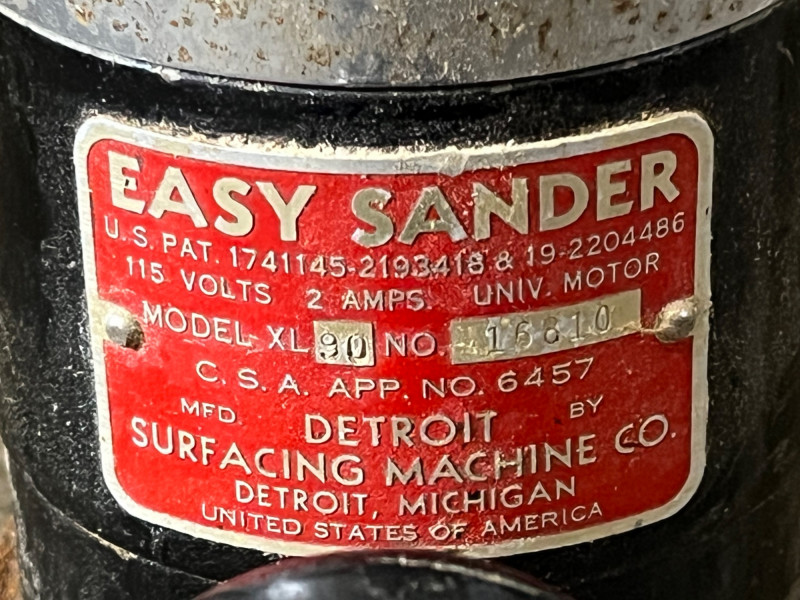 EASY SANDER
U.S. PAT. 1741145-2193418 & 19-2204486
115 VOLTS 2 AMPS. UNIV. MOTOR
MODEL XL 90 NO. 16810
C. S. A. APP. NO. 6457
MFD. BY
DETROIT
SURFACING MACHINE CO.
DETROIT, MICHIGAN
UNITED STATES OF AMERICA